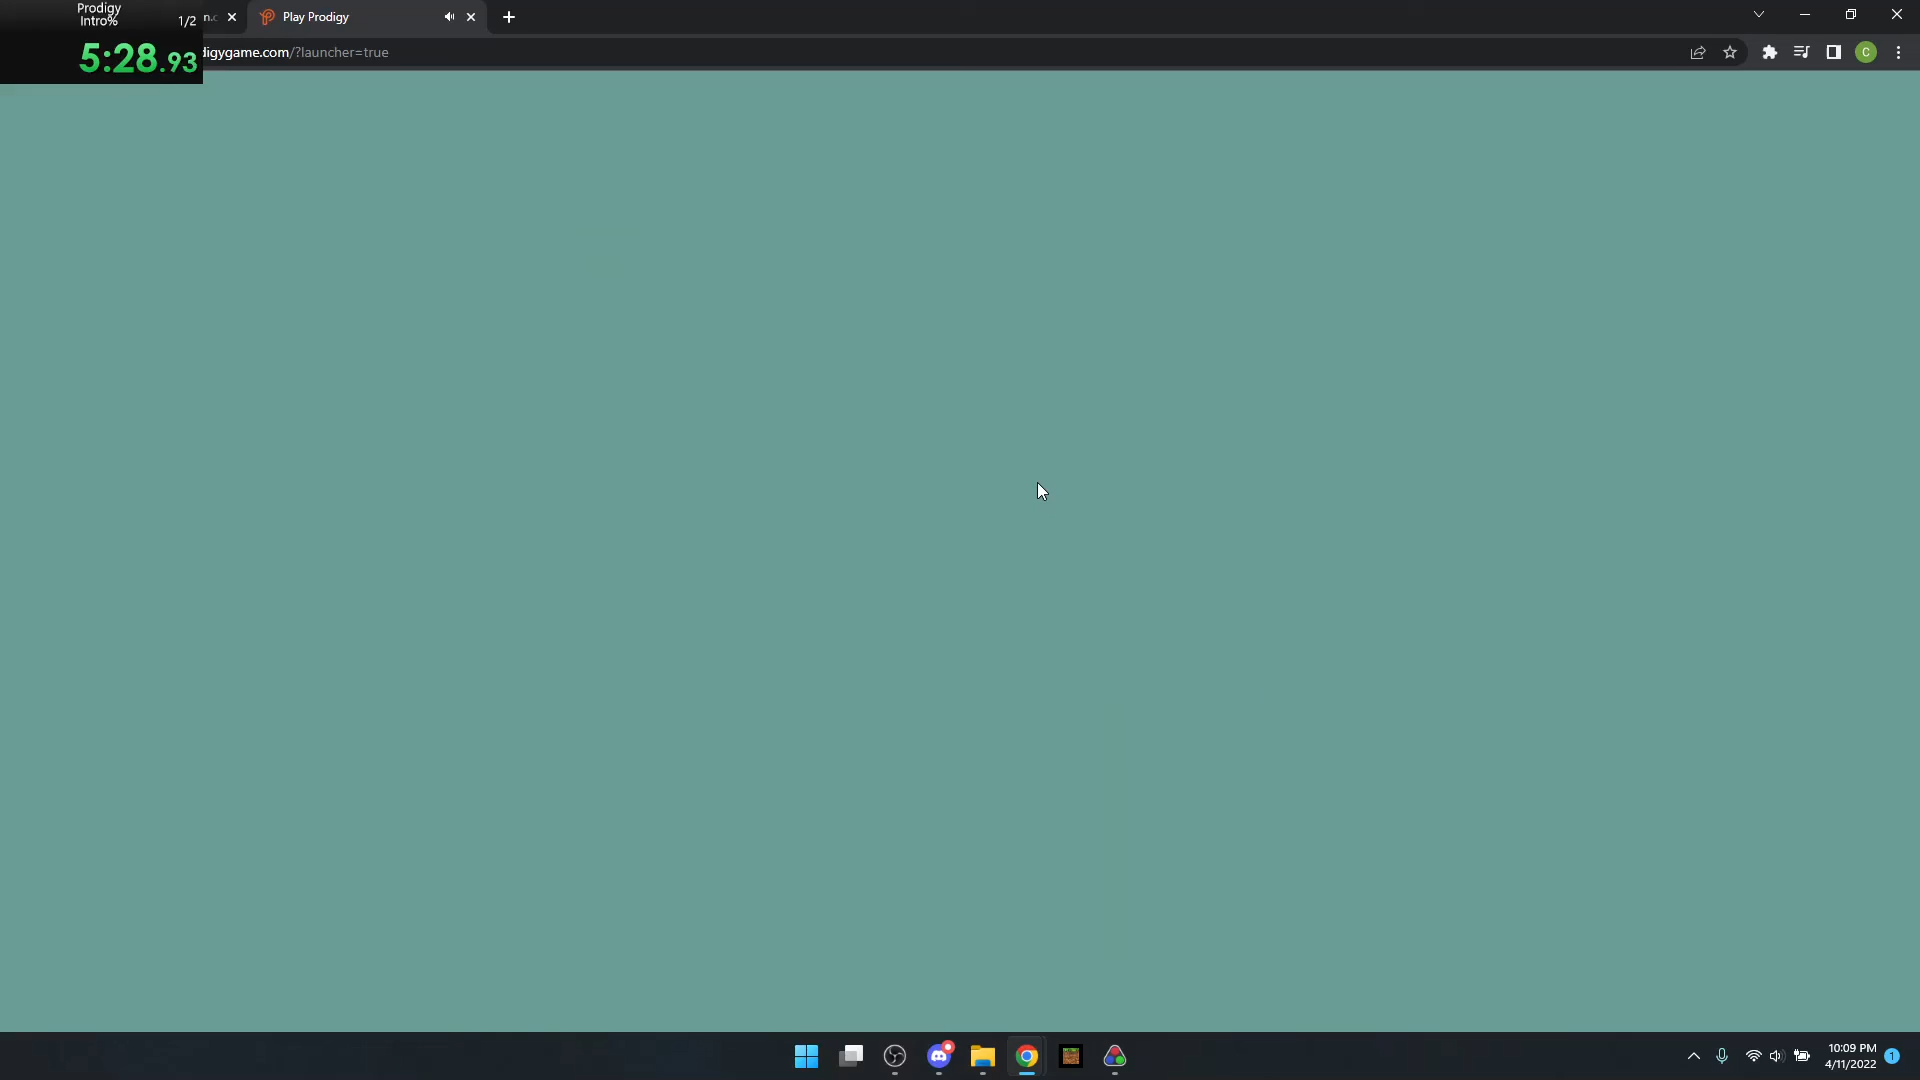 Prodigy
Intro%
1/2
5:28.93
n.c
Play Prodigy
digygame.com/?launcher=true
C
10:09 PM
4/11/2022
1